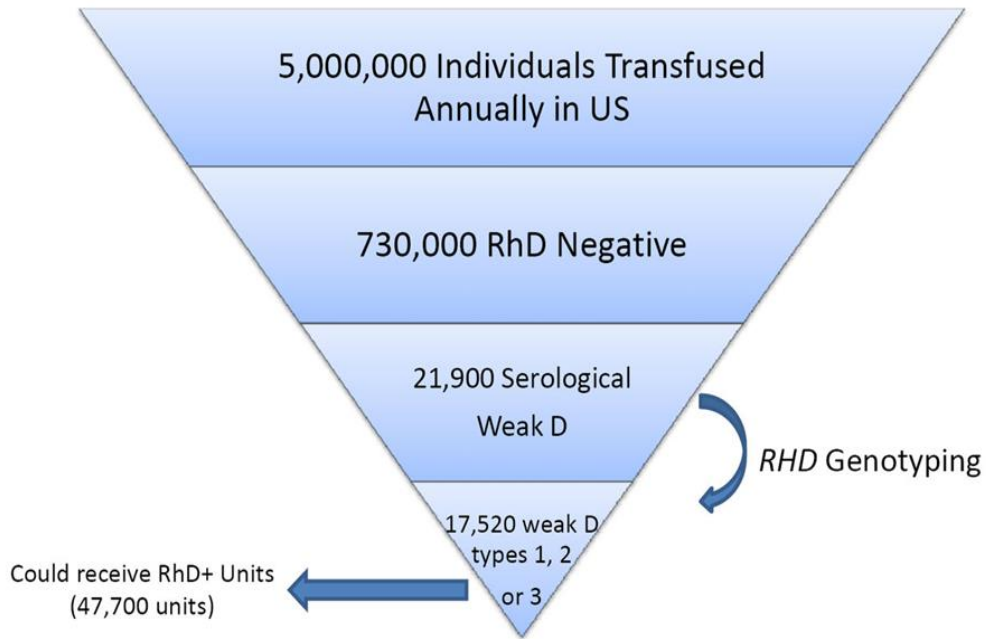 5,000,000 Individuals Transfused
Annually in US
730,000 RhD Negative
21,900 Serological
Weak D
RHD Genotyping
17,520 weak D
types 1, 2
or 3
Could receive RhD+ Units
(47,700 units)